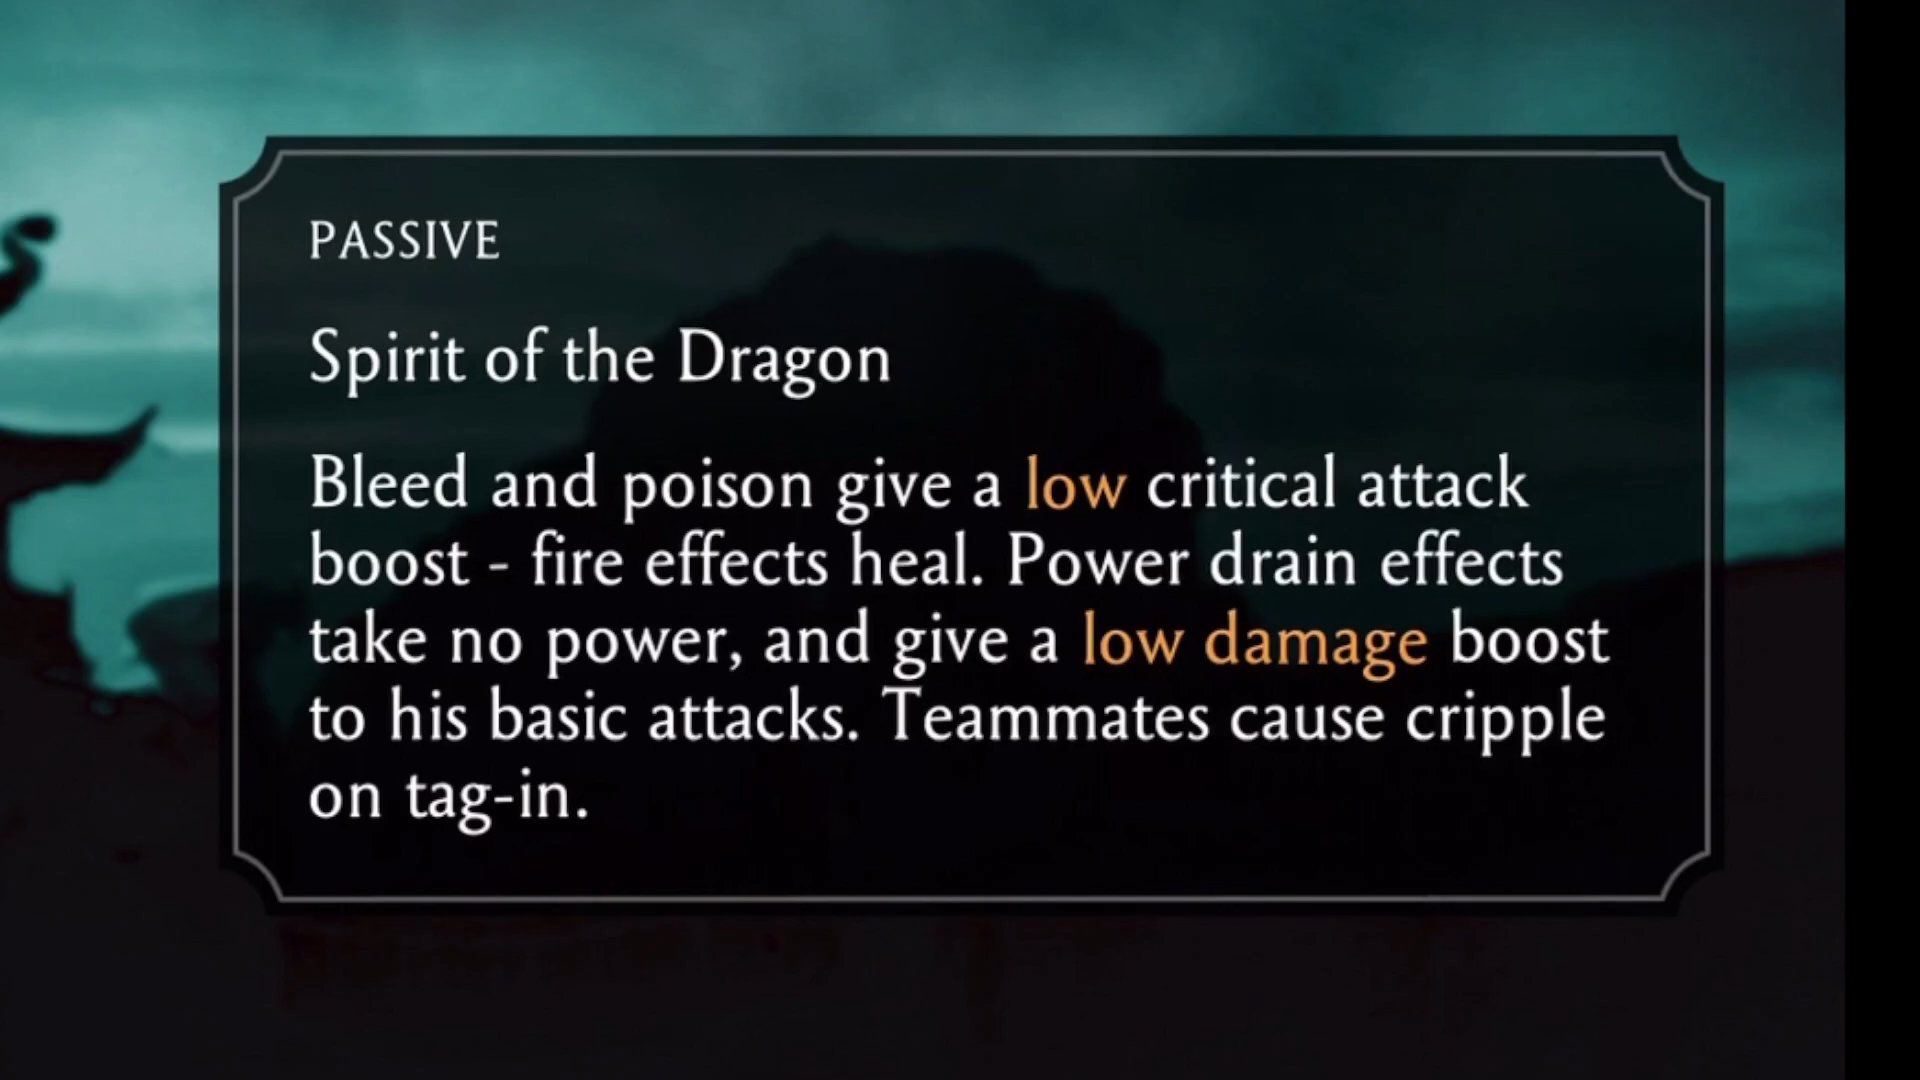 PASSIVE
Spirit of the Dragon
Bleed and poison give a low critical attack
boost - fire effects heal. Power drain effects
take no power, and give a low damage boost
to his basic attacks. Teammates cause cripple
on tag-in.